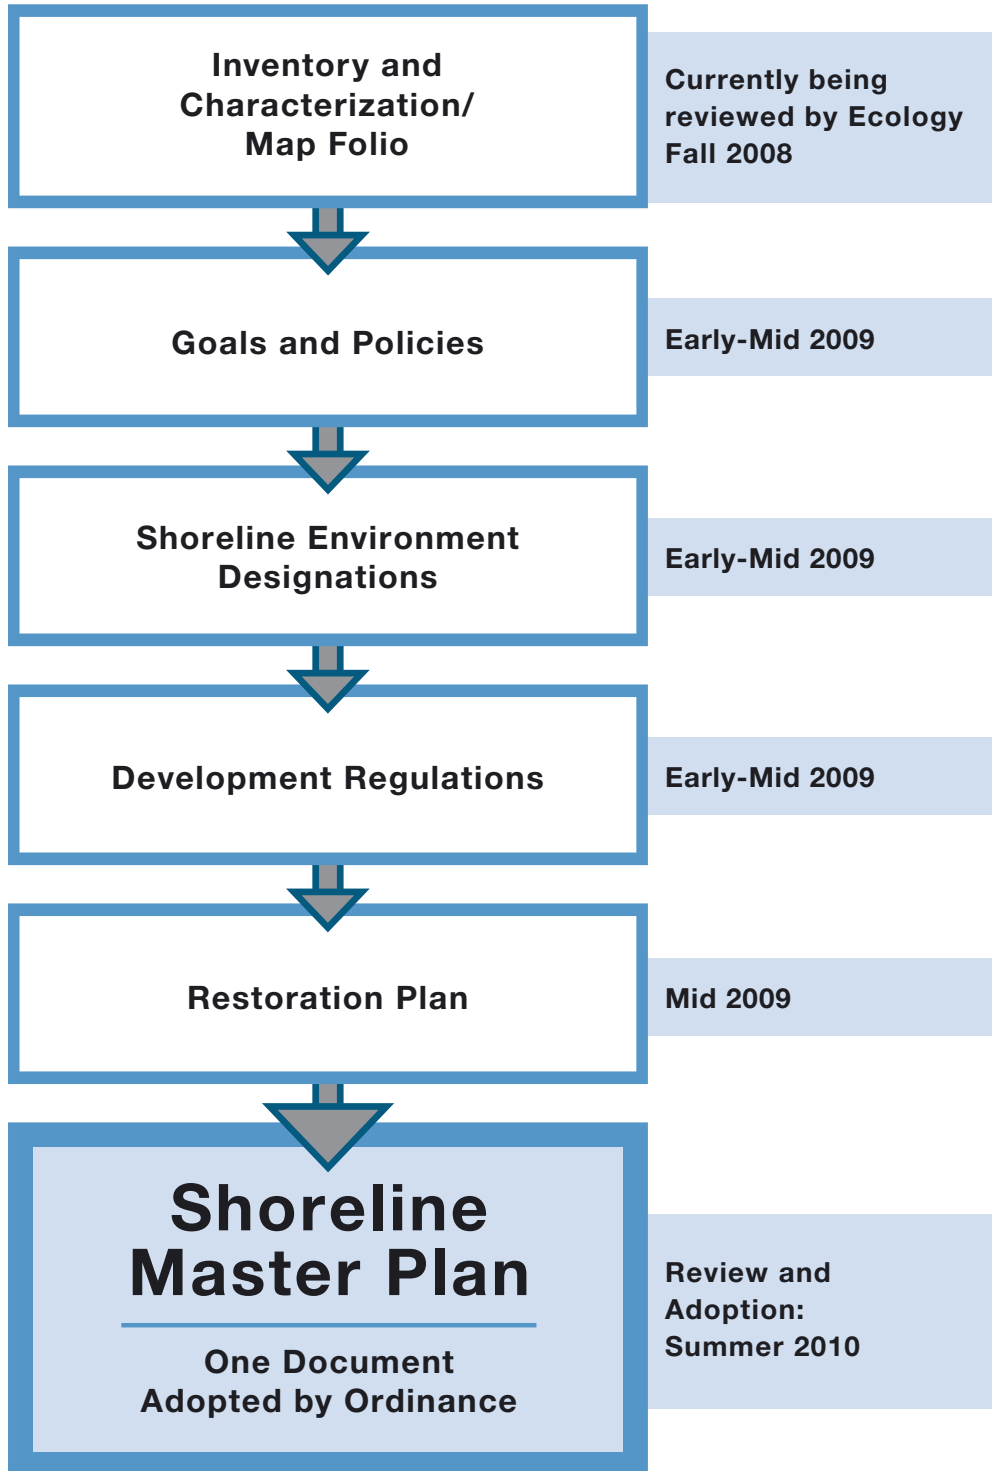 Inventory and
Characterization/
Map Folio
Currently being
reviewed by Ecology
Fall 2008
Goals and Policies
Early-Mid 2009
Shoreline Environment
Designations
Early-Mid 2009
Development Regulations
Early-Mid 2009
Restoration Plan
Mid 2009
Shoreline
Master Plan
One Document
Adopted by Ordinance
Review and
Adoption:
Summer 2010